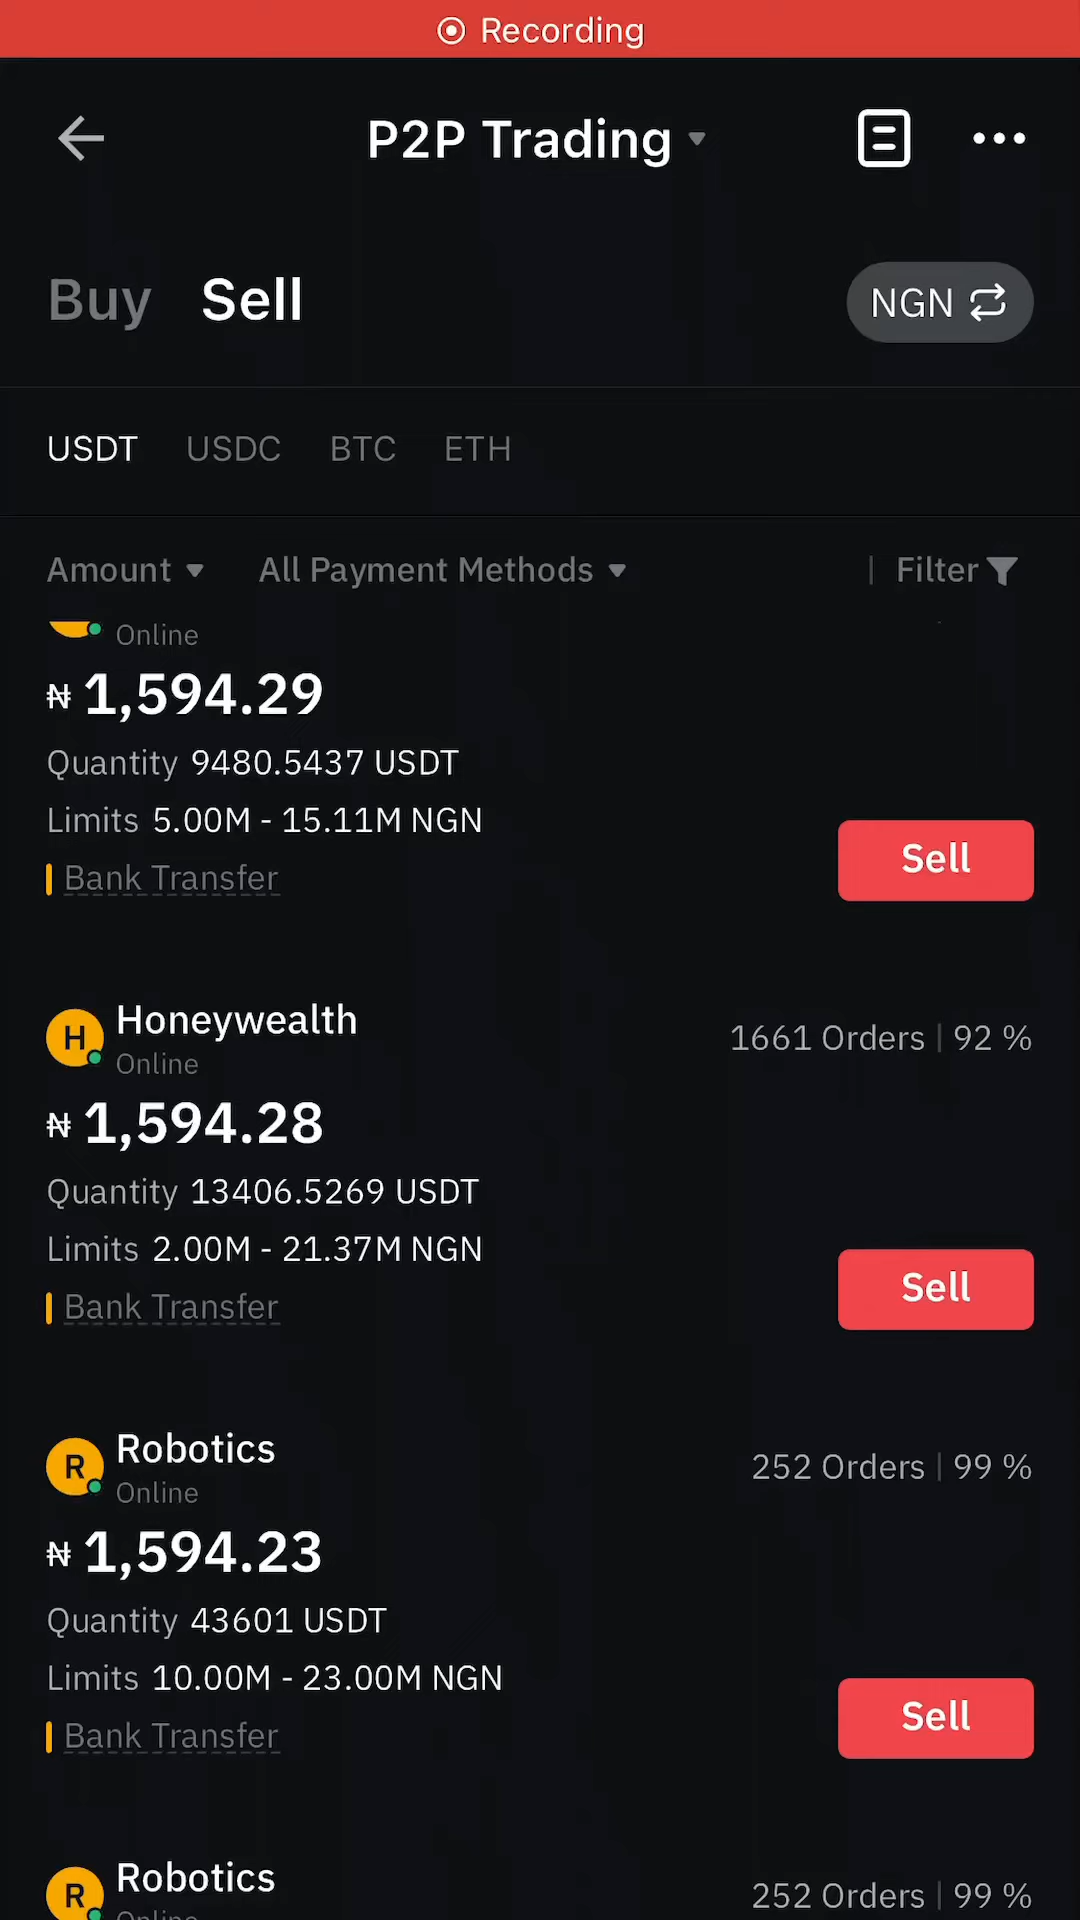 Recording
P2P Trading
Buy Sell NGN
USDT USDC BTC ETH
Amount All Payment Methods | Filter
Online
₦ 1,594.29
Quantity 9480.5437 USDT
Limits 5.00M - 15.11M NGN
Sell
Bank Transfer
H Honeywealth
1661 Orders | 92 %
Online
₦ 1,594.28
Quantity 13406.5269 USDT
Limits 2.00M - 21.37M NGN
Sell
Bank Transfer
R Robotics
252 Orders | 99 %
Online
₦ 1,594.23
Quantity 43601 USDT
Limits 10.00M - 23.00M NGN
Sell
Bank Transfer
R Robotics
252 Orders | 99 %
Online